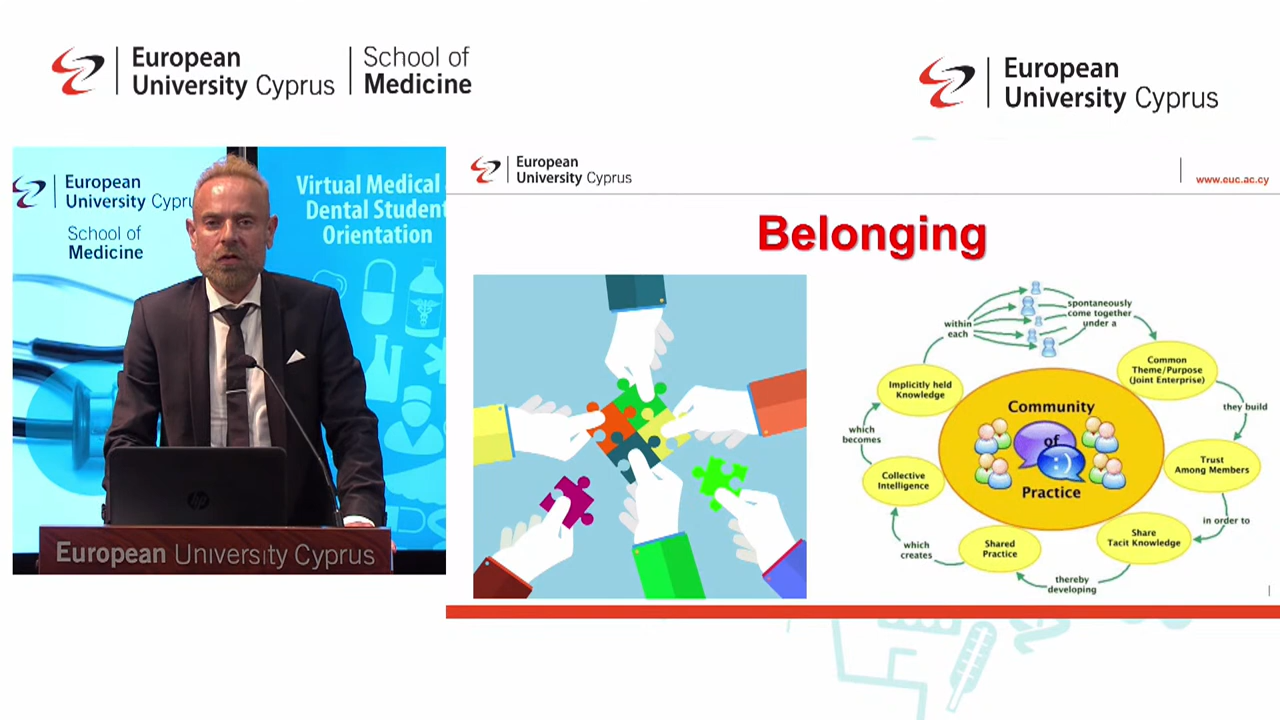 European
University Cyprus
School of
Medicine
European
University Cyprus
European
University
School of
Medicine
Virtual Medical
Dental Student
Orientation
hp
European University Cyprus
European
University Cyprus
www.euc.ac.cy
Belonging
within
each
spontaneously
come together
under a
Common
Theme/Purpose
(Joint Enterprise)
they build
Trust
Among Members
in order to
Share
Tacit Knowledge
thereby
developing
Shared
Practice
which
creates
Collective
Intelligence
which
becomes
Implicitly held
Knowledge
Community
of
:)
Practice